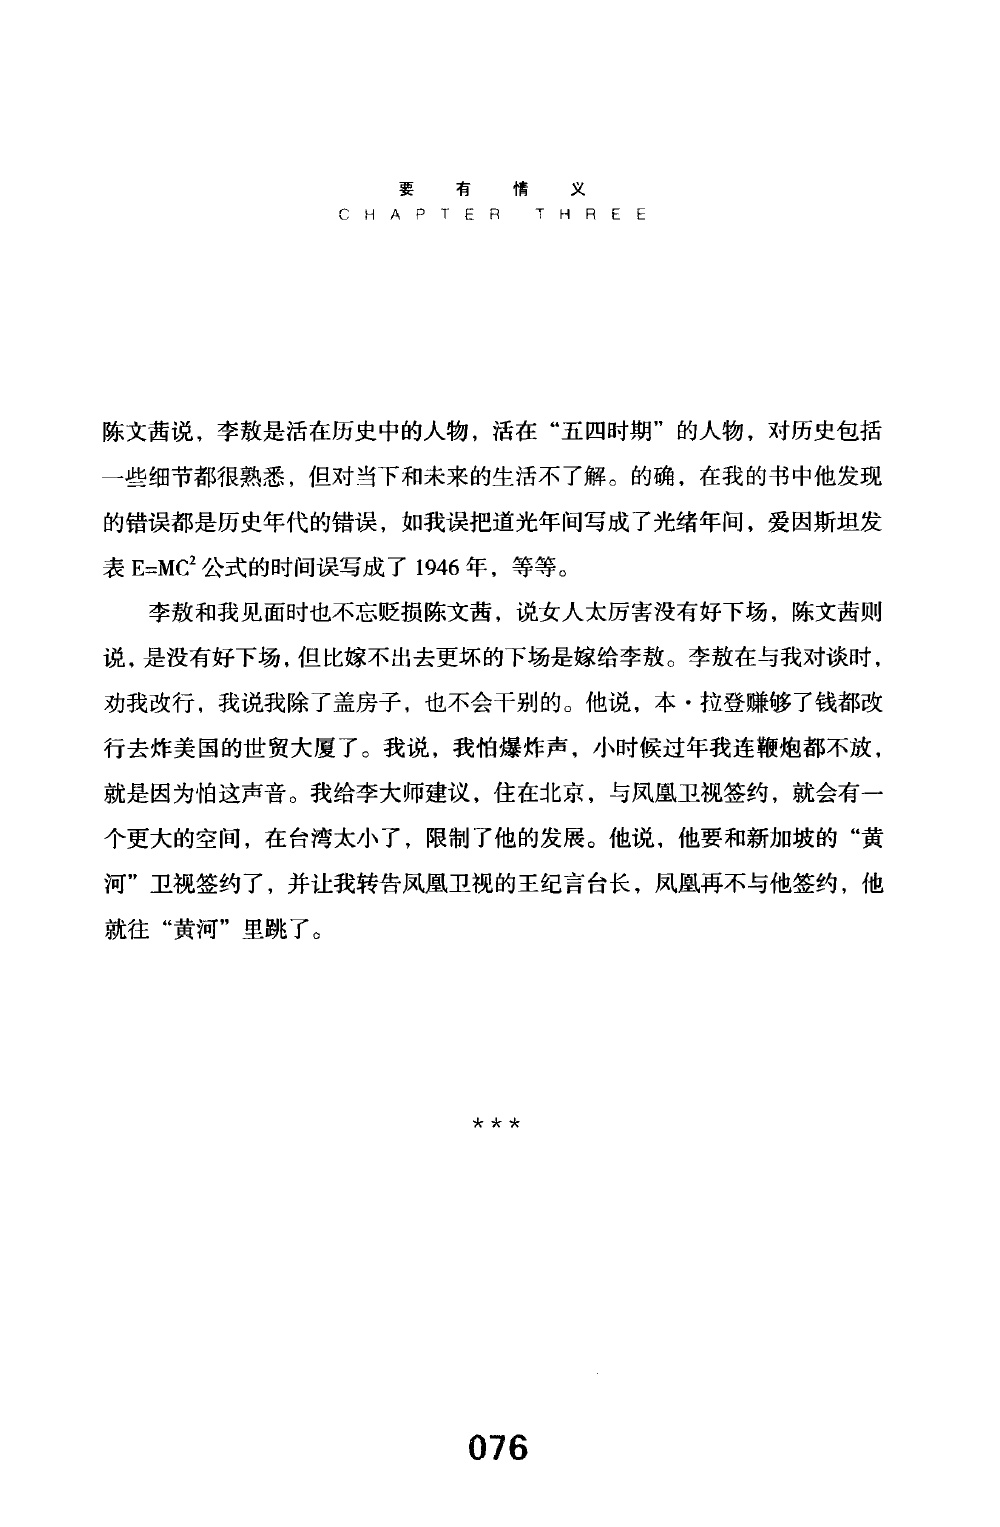 要有情义
CHAPTER THREE
陈文茜说，李敖是活在历史中的人物，活在“五四时期”的人物，对历史包括
一些细节都很熟悉，但对当下和未来的生活不了解。的确，在我的书中他发现
的错误都是历史年代的错误，如我误把道光年间写成了光绪年间，爱因斯坦发
表 E=MC² 公式的时间误写成了 1946 年，等等。
李敖和我见面时也不忘贬损陈文茜，说女人太厉害没有好下场，陈文茜则
说，是没有好下场，但比嫁不出去更坏的下场是嫁给李敖。李敖在与我对谈时，
劝我改行，我说我除了盖房子，也不会干别的。他说，本·拉登赚够了钱都改
行去炸美国的世贸大厦了。我说，我怕爆炸声，小时候过年我连鞭炮都不放，
就是因为怕这声音。我给李大师建议，住在北京，与凤凰卫视签约，就会有一
个更大的空间，在台湾太小了，限制了他的发展。他说，他要和新加坡的“黄
河”卫视签约了，并让我转告凤凰卫视的王纪言台长，凤凰再不与他签约，他
就往“黄河”里跳了。
***
076